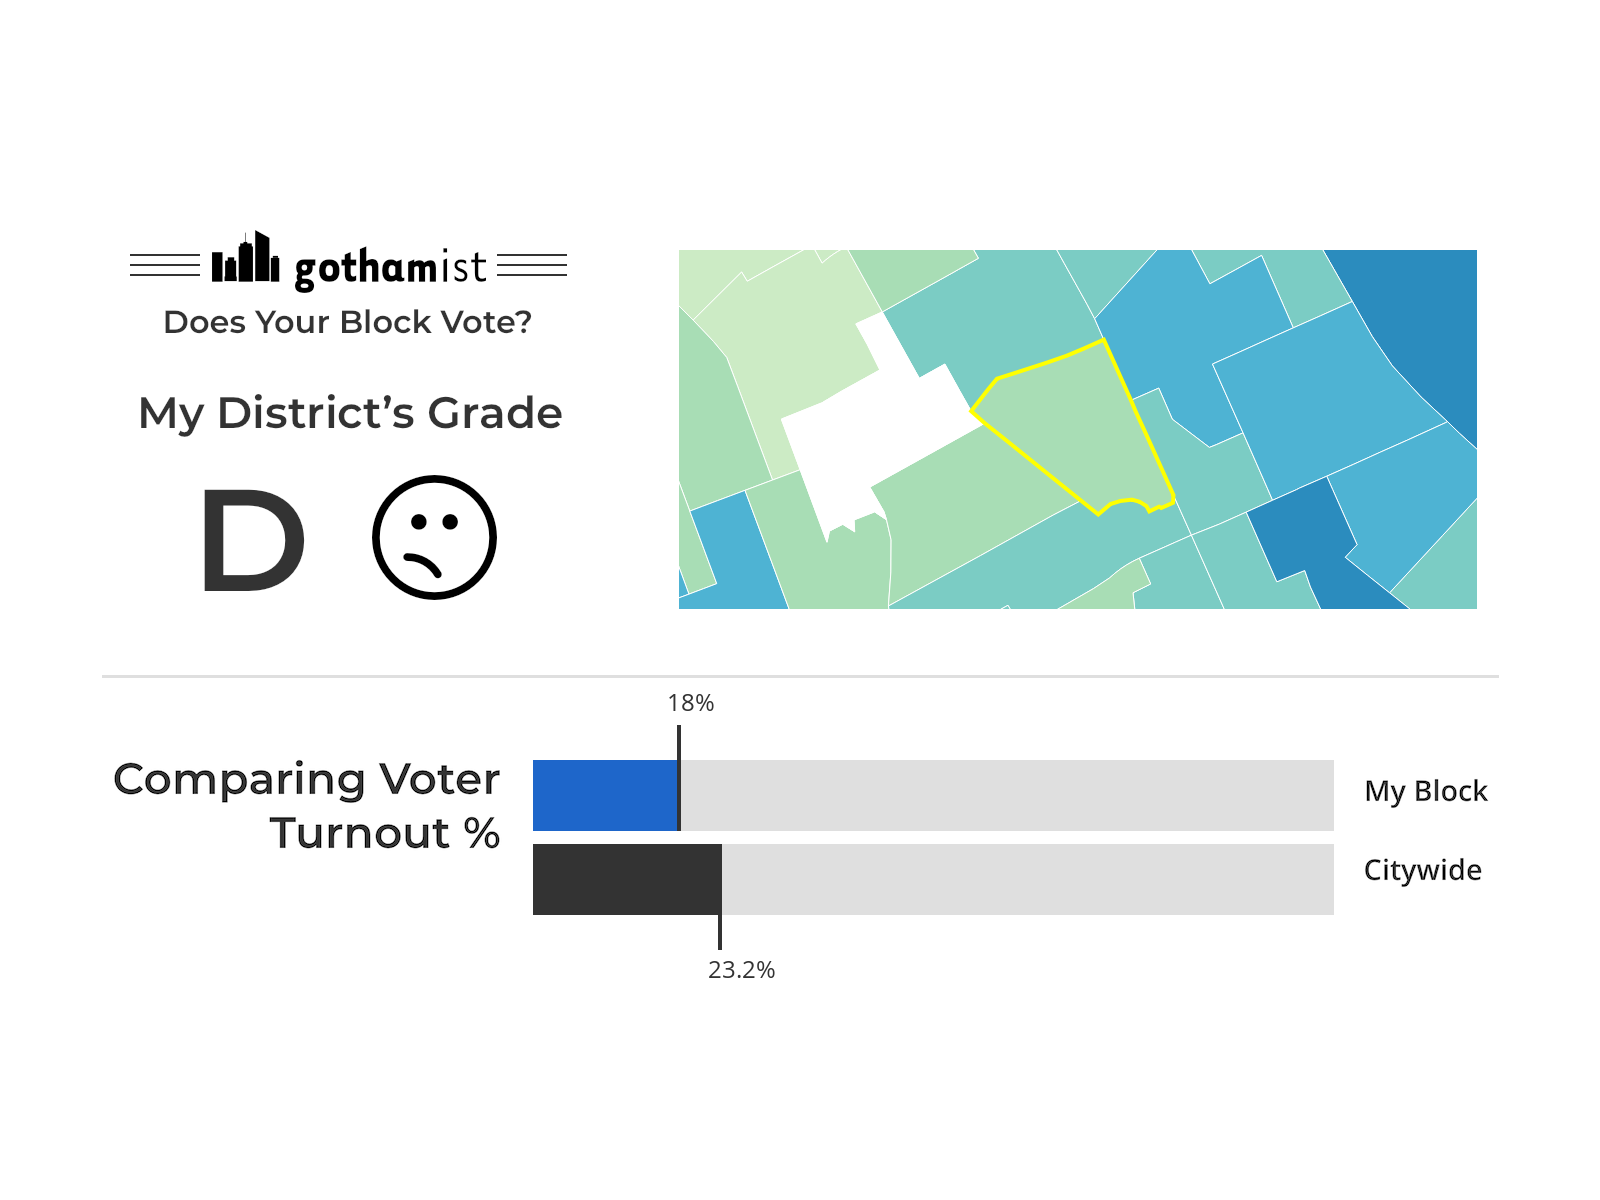 gothamist
Does Your Block Vote?
My District’s Grade
D
18%
Comparing Voter
Turnout %
My Block
Citywide
23.2%